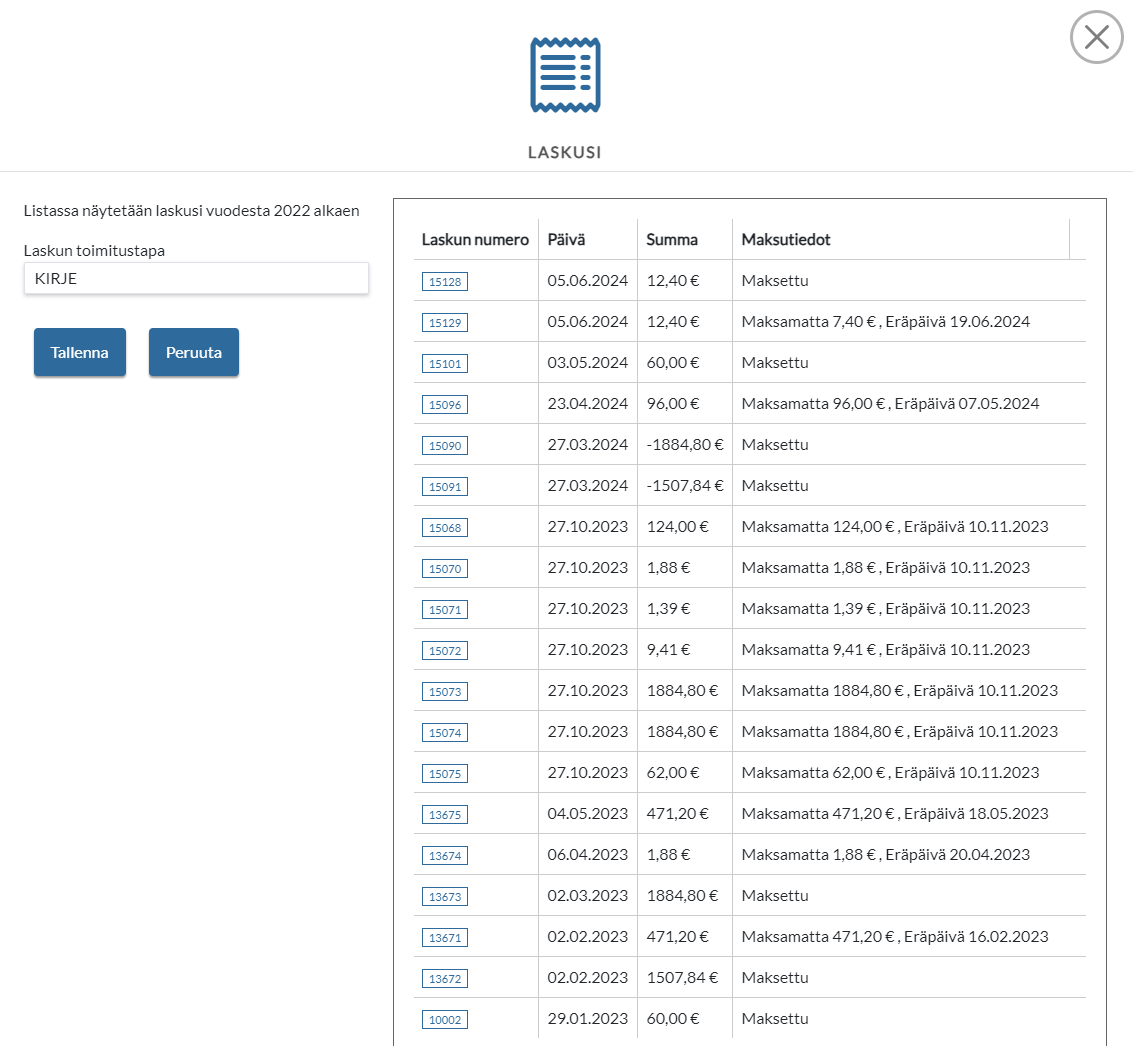 LASKUSI
Listassa näytetään laskusi vuodesta 2022 alkaen
Laskun toimitustapa
KIRJE
Tallenna Peruuta
Laskun numero Päivä Summa Maksutiedot
15128 05.06.2024 12,40 € Maksettu
15129 05.06.2024 12,40 € Maksamatta 7,40 € , Eräpäivä 19.06.2024
15101 03.05.2024 60,00 € Maksettu
15096 23.04.2024 96,00 € Maksamatta 96,00 € , Eräpäivä 07.05.2024
15090 27.03.2024 -1884,80 € Maksettu
15091 27.03.2024 -1507,84 € Maksettu
15068 27.10.2023 124,00 € Maksamatta 124,00 € , Eräpäivä 10.11.2023
15070 27.10.2023 1,88 € Maksamatta 1,88 € , Eräpäivä 10.11.2023
15071 27.10.2023 1,39 € Maksamatta 1,39 € , Eräpäivä 10.11.2023
15072 27.10.2023 9,41 € Maksamatta 9,41 € , Eräpäivä 10.11.2023
15073 27.10.2023 1884,80 € Maksamatta 1884,80 € , Eräpäivä 10.11.2023
15074 27.10.2023 1884,80 € Maksamatta 1884,80 € , Eräpäivä 10.11.2023
15075 27.10.2023 62,00 € Maksamatta 62,00 € , Eräpäivä 10.11.2023
13675 04.05.2023 471,20 € Maksamatta 471,20 € , Eräpäivä 18.05.2023
13674 06.04.2023 1,88 € Maksamatta 1,88 € , Eräpäivä 20.04.2023
13673 02.03.2023 1884,80 € Maksettu
13671 02.02.2023 471,20 € Maksamatta 471,20 € , Eräpäivä 16.02.2023
13672 02.02.2023 1507,84 € Maksettu
10002 29.01.2023 60,00 € Maksettu